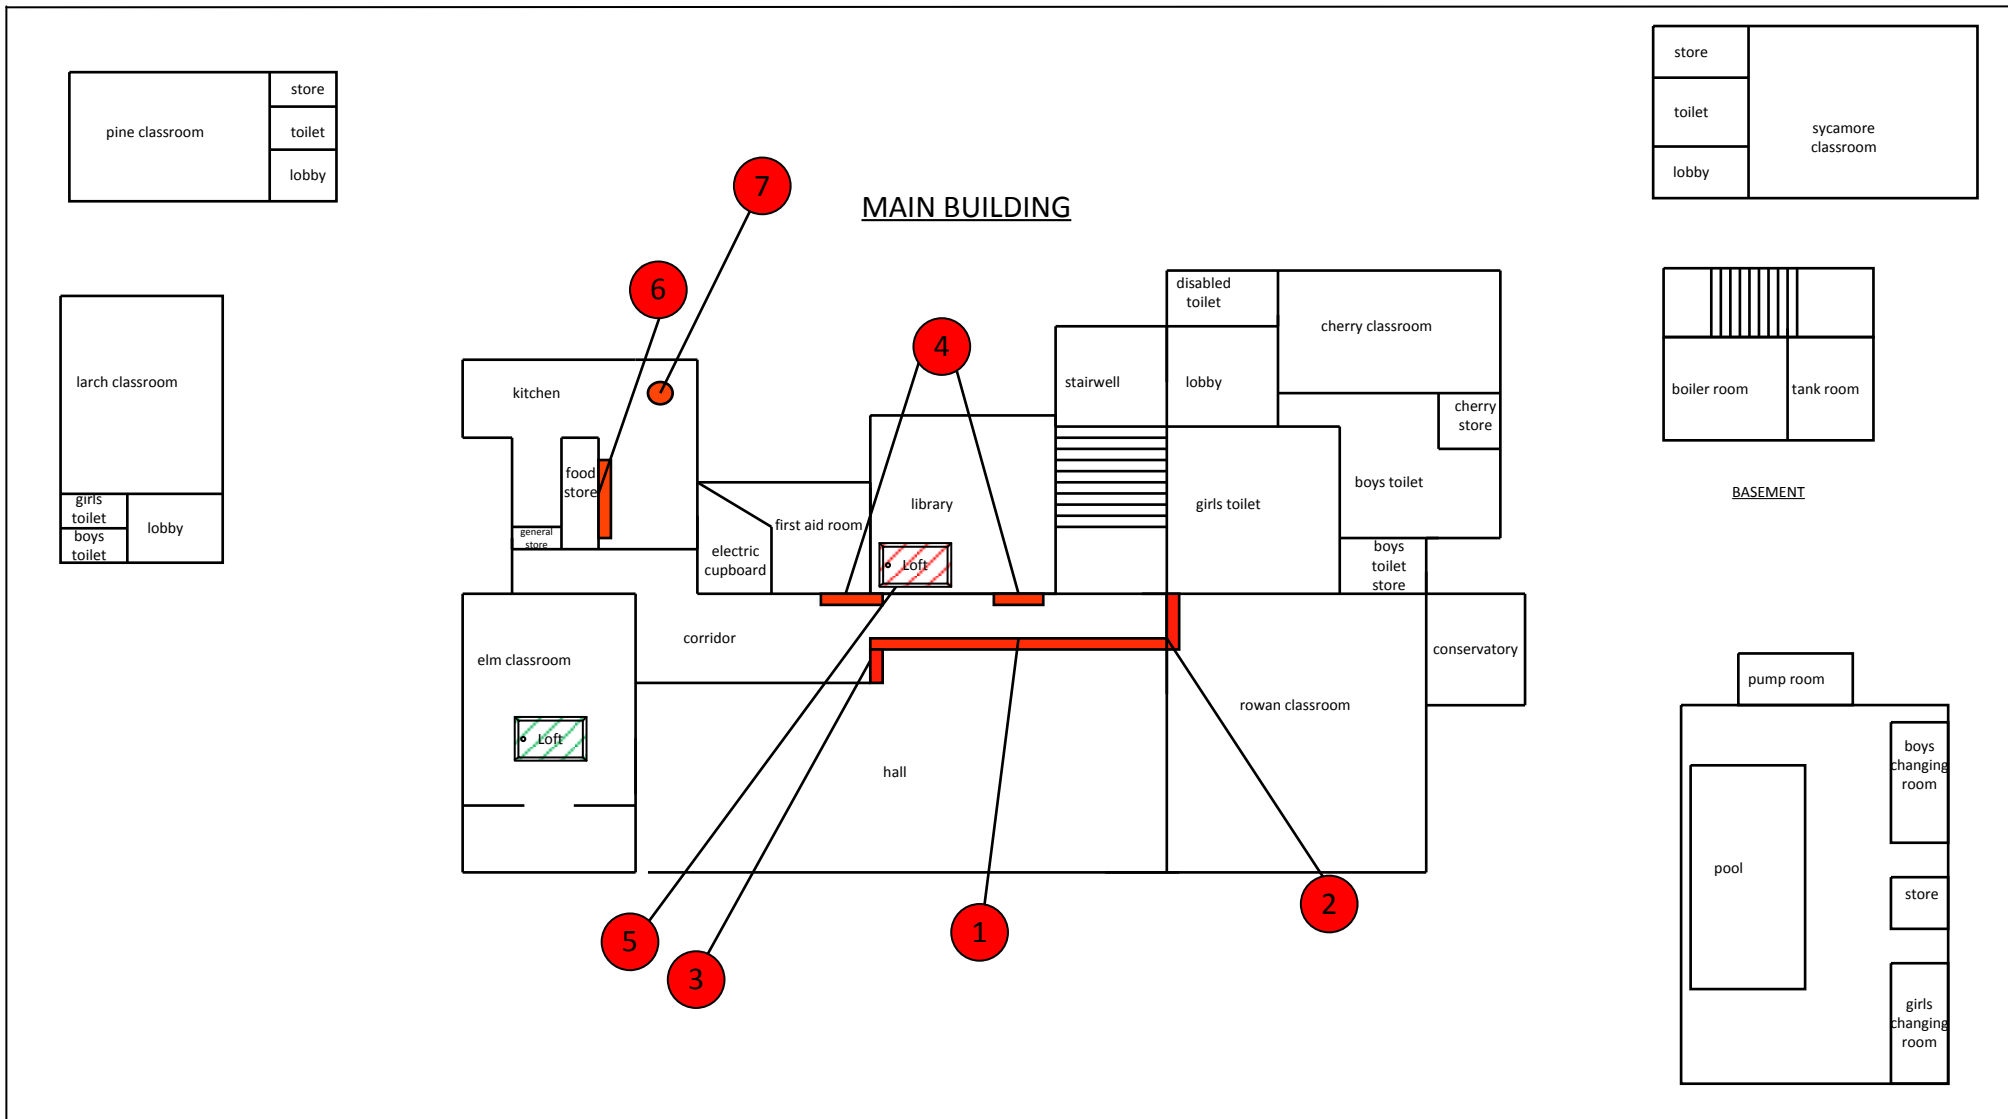 store
pine classroom
toilet
lobby
7
MAIN BUILDING
store
toilet
sycamore
classroom
lobby
6
4
disabled
toilet
cherry classroom
larch classroom
kitchen
stairwell
lobby
cherry
store
boiler room
tank room
BASEMENT
food
store
library
girls toilet
boys toilet
girls
toilet
boys
toilet
lobby
general
store
first aid room
electric
cupboard
Loft
boys
toilet
store
corridor
elm classroom
conservatory
rowan classroom
pump room
Loft
hall
boys
changing
room
pool
store
girls
changing
room
5
3
1
2